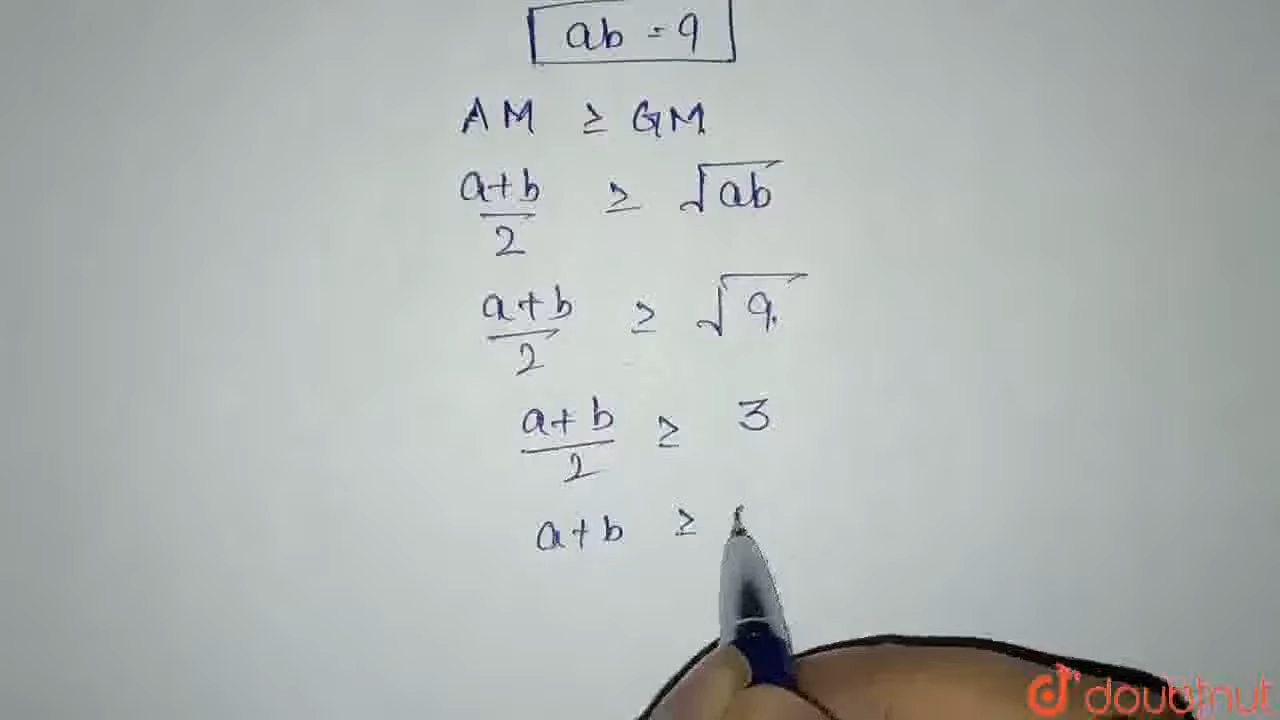 ab = 9
AM ≥ GM
a+b/2 ≥ √ab
a+b/2 ≥ √9
a+b/2 ≥ 3
a+b ≥
doubtnut